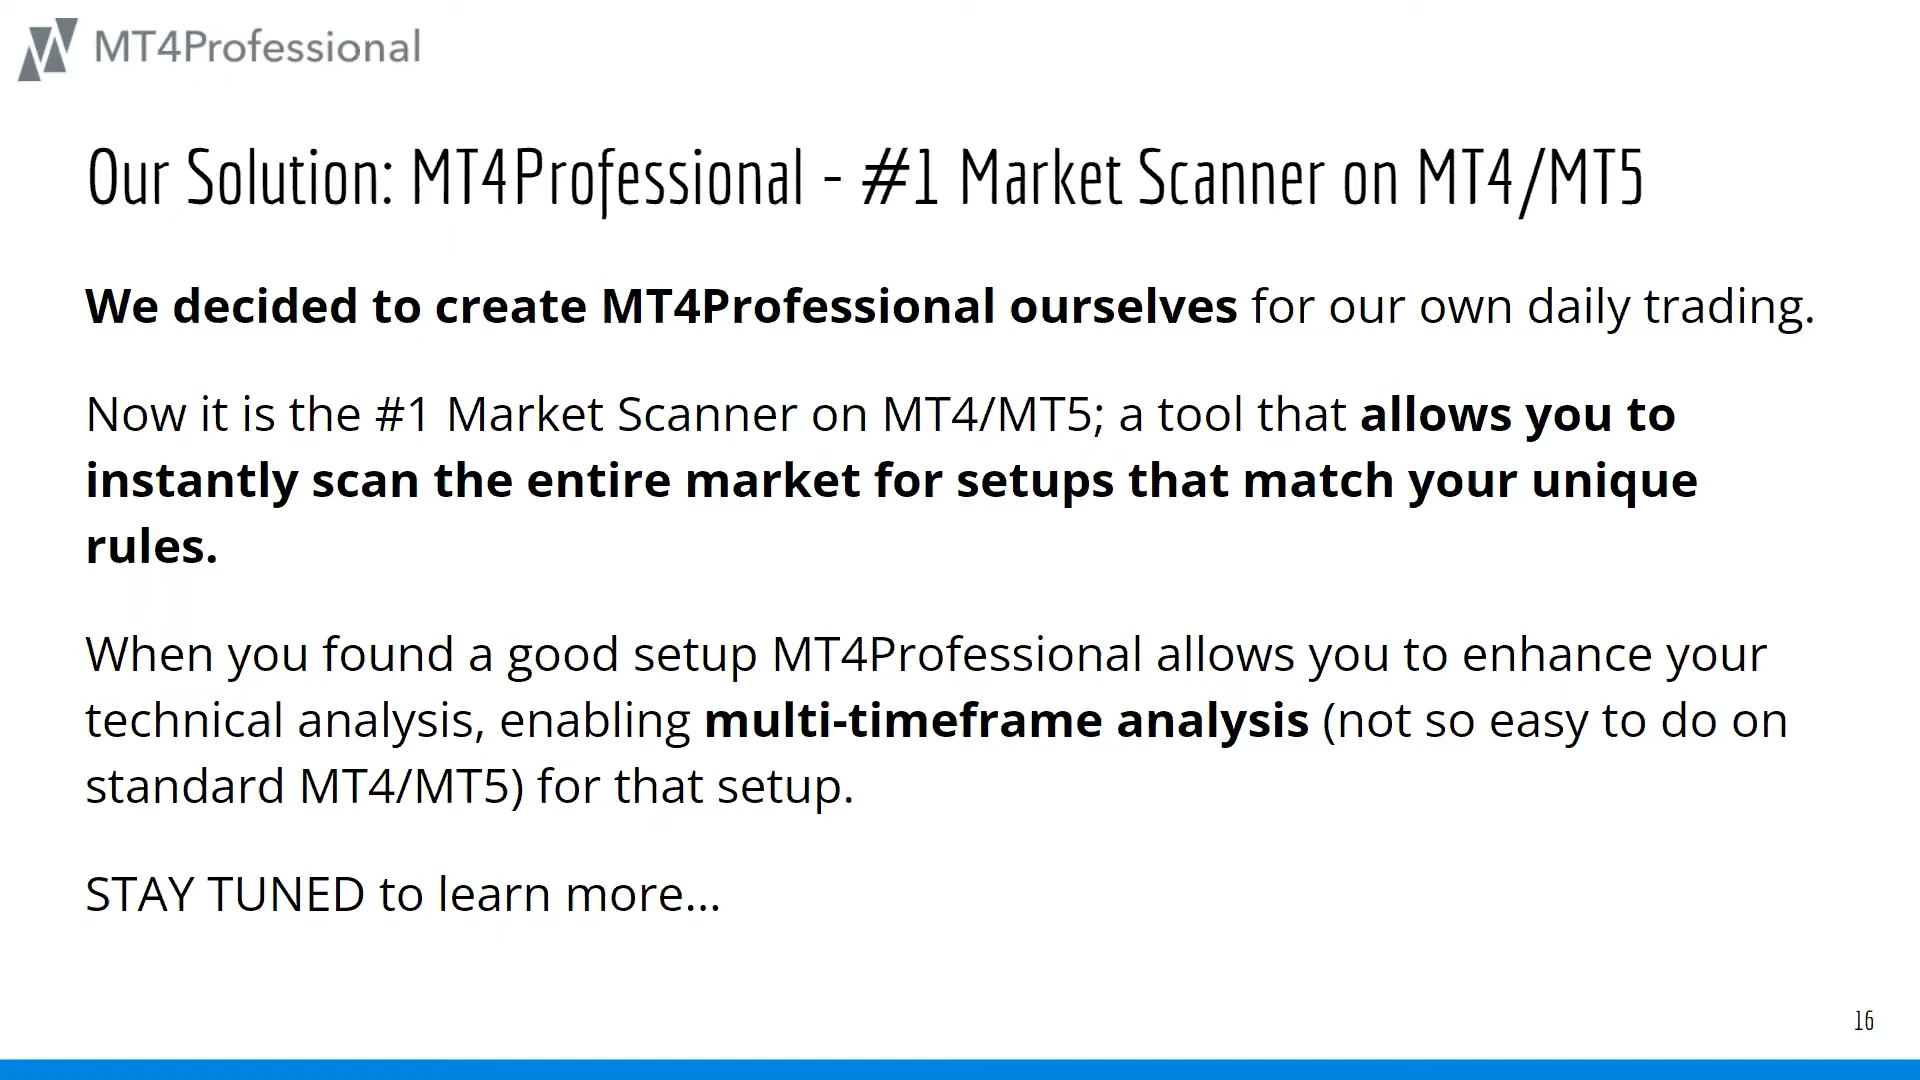 MT4Professional
Our Solution: MT4Professional - #1 Market Scanner on MT4/MT5
We decided to create MT4Professional ourselves for our own daily trading.
Now it is the #1 Market Scanner on MT4/MT5; a tool that allows you to
instantly scan the entire market for setups that match your unique
rules.
When you found a good setup MT4Professional allows you to enhance your
technical analysis, enabling multi-timeframe analysis (not so easy to do on
standard MT4/MT5) for that setup.
STAY TUNED to learn more...
16